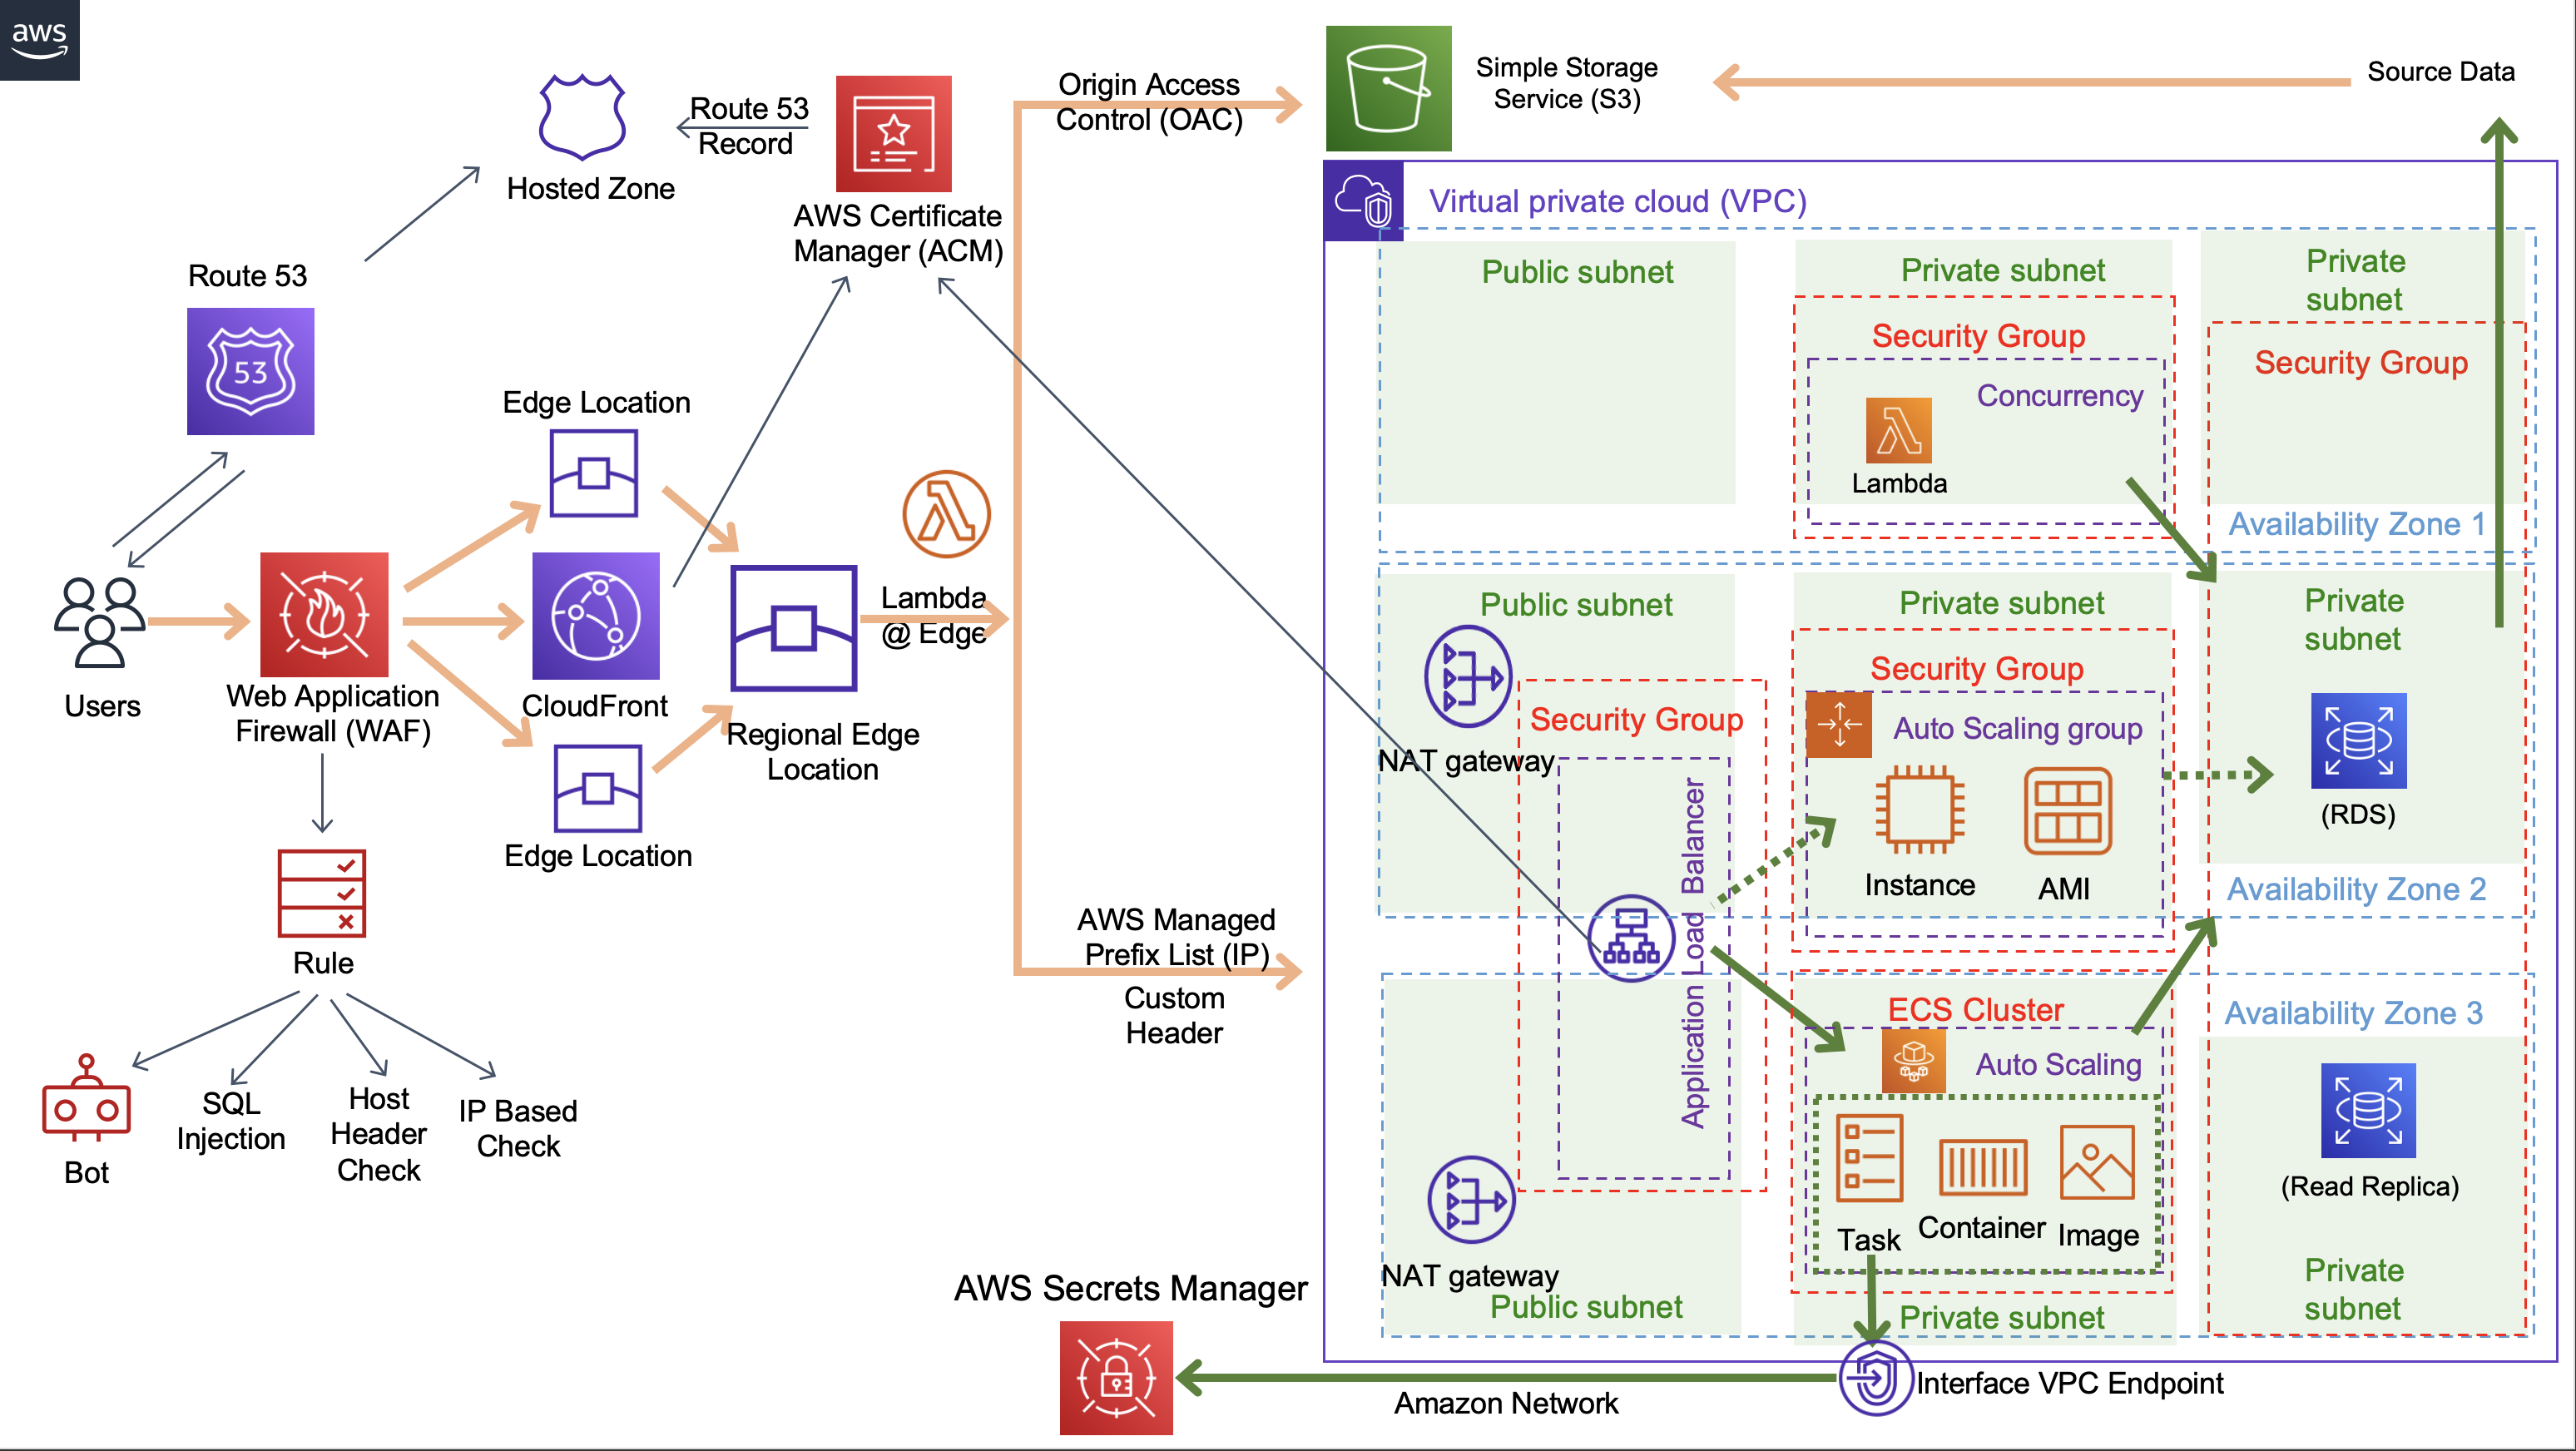 aws
Hosted Zone
Route 53
Record
AWS Certificate
Manager (ACM)
Origin Access
Control (OAC)
Simple Storage
Service (S3)
Source Data
Route 53
53
Users
Web Application
Firewall (WAF)
Edge Location
CloudFront
Edge Location
Regional Edge
Location
Lambda
@ Edge
Rule
Bot
SQL
Injection
Host
Header
Check
IP Based
Check
AWS Managed
Prefix List (IP)
Custom
Header
AWS Secrets Manager
Virtual private cloud (VPC)
Public subnet
Private subnet
Security Group
Concurrency
Lambda
Private
subnet
Security Group
Availability Zone 1
Public subnet
NAT gateway
Security Group
Application Load Balancer
Private subnet
Security Group
Auto Scaling group
Instance
AMI
Private
subnet
(RDS)
Availability Zone 2
NAT gateway
Public subnet
ECS Cluster
Auto Scaling
Task
Container
Image
Private subnet
Availability Zone 3
(Read Replica)
Private
subnet
Interface VPC Endpoint
Amazon Network